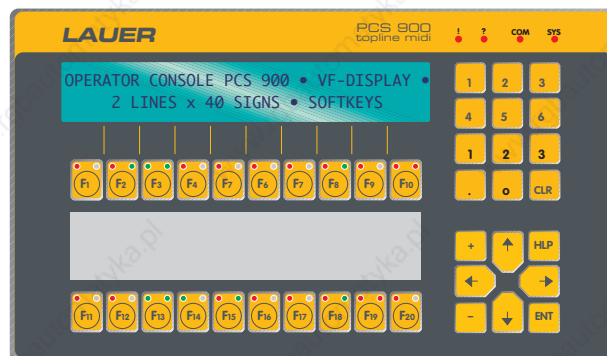 LAUER
PCS 900
topline midi
! ? COM SYS
OPERATOR CONSOLE PCS 900 • VF-DISPLAY •
2 LINES x 40 SIGNS • SOFTKEYS
1 2 3
4 5 6
1 2 3
. o CLR
F1 F2 F3 F4 F7 F6 F7 F8 F9 F10
+ ↑ HLP
← →
- ↓ ENT
F11 F12 F13 F14 F15 F16 F17 F18 F19 F20